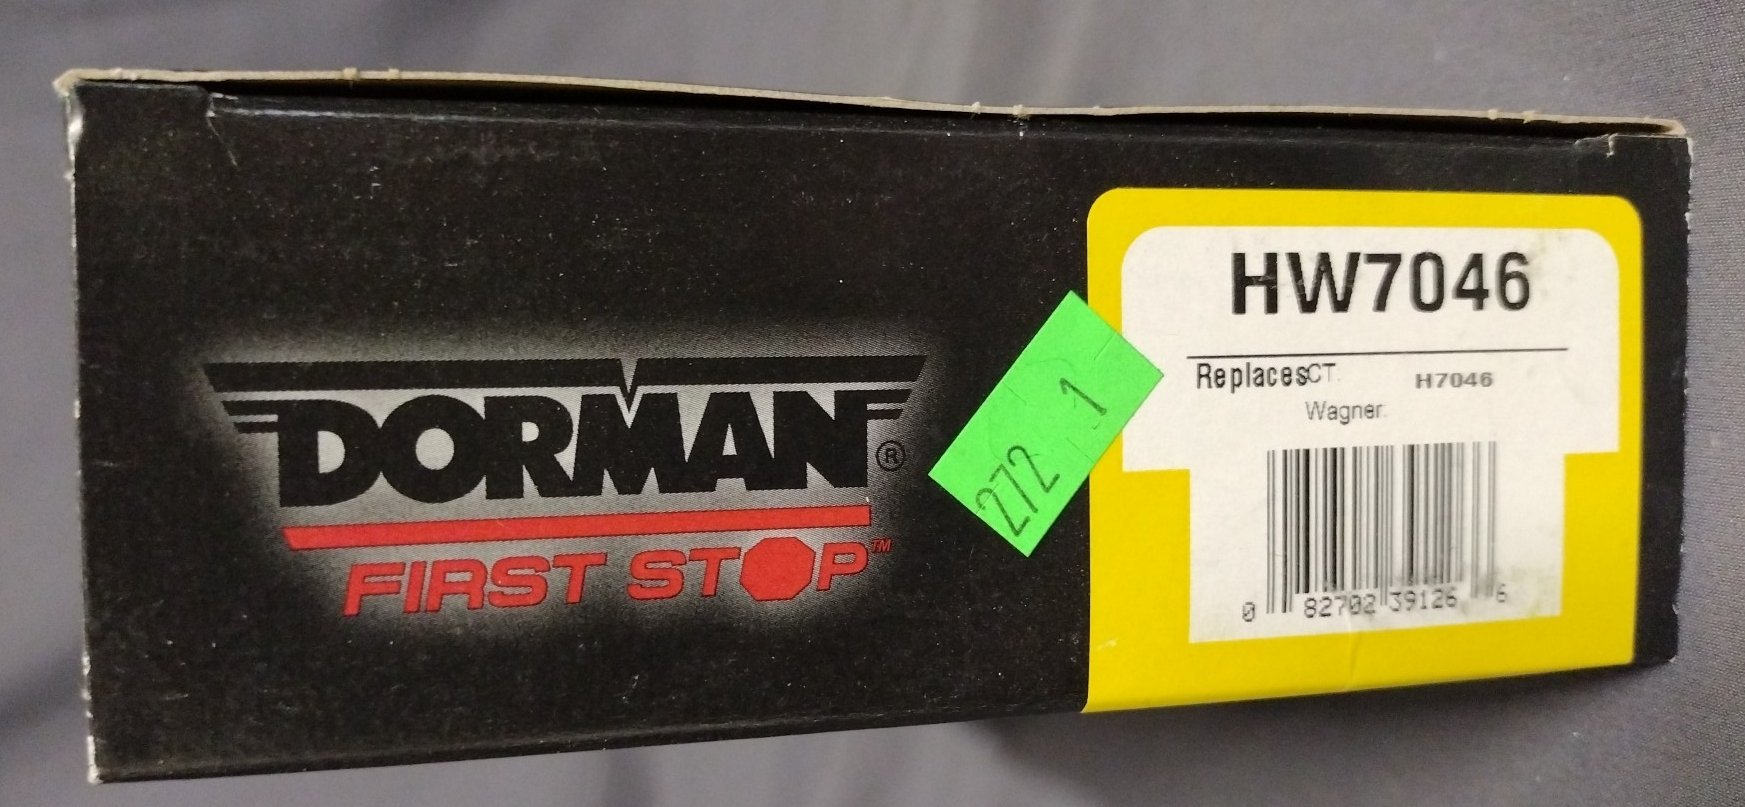 DORMAN®
FIRST STOP™
272 1
HW7046
ReplacesCT. H7046
Wagner.
0 82702 39126 6